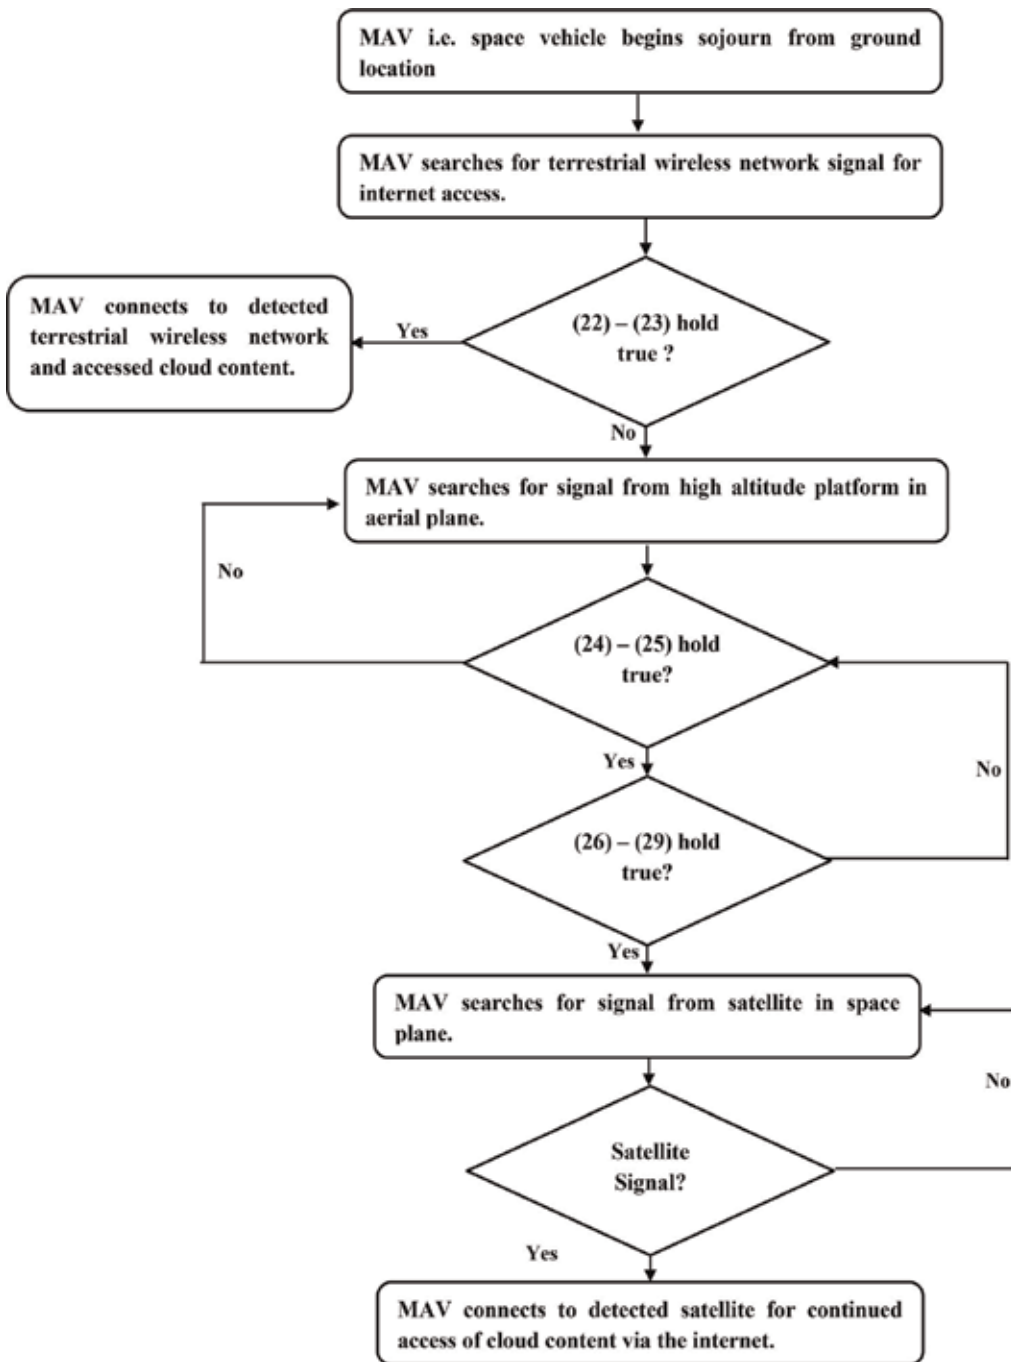 MAV i.e. space vehicle begins sojourn from ground
location
MAV searches for terrestrial wireless network signal for
internet access.
(22) – (23) hold
true ?
Yes
MAV connects to detected
terrestrial wireless network
and accessed cloud content.
No
MAV searches for signal from high altitude platform in
aerial plane.
No
(24) – (25) hold
true?
Yes
No
(26) – (29) hold
true?
Yes
MAV searches for signal from satellite in space
plane.
No
Satellite
Signal?
Yes
MAV connects to detected satellite for continued
access of cloud content via the internet.